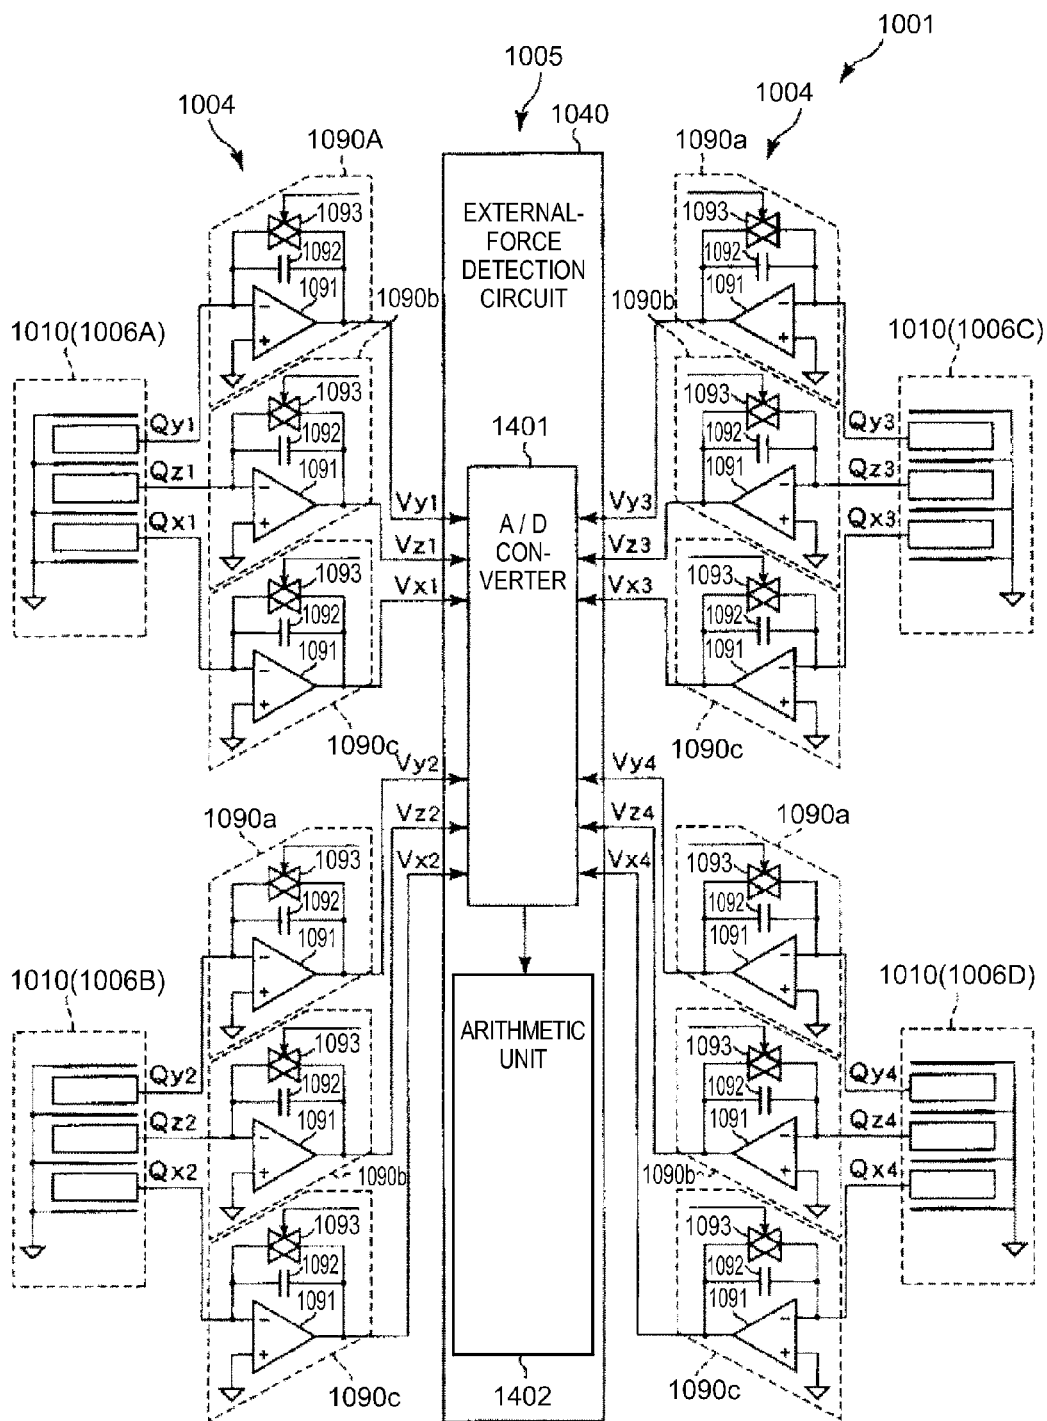 1001
1005
1004
1004
1040
1090A
1090a
EXTERNAL-
FORCE
DETECTION
CIRCUIT
1093
1092
1091
1090b
1093
1092
1091
1090b
1010(1006A)
1010(1006C)
Qy1
Qz1
Qx1
Qy3
Qz3
Qx3
1093
1092
1091
1093
1092
1091
1401
A / D
CON-
VERTER
Vy1
Vz1
Vx1
Vy3
Vz3
Vx3
1093
1092
1091
1090c
1093
1092
1091
1090c
Vy2
Vz2
Vx2
Vy4
Vz4
Vx4
1090a
1090a
1093
1092
1091
1093
1092
1091
1010(1006B)
1010(1006D)
ARITHMETIC
UNIT
Qy2
Qz2
Qx2
Qy4
Qz4
Qx4
1093
1092
1091
1090b
1093
1092
1091
1090b
1093
1092
1091
1090c
1093
1092
1091
1090c
1402
- +
- +
- +
- +
- +
- +
- +
- +
- +
- +
- +
- +